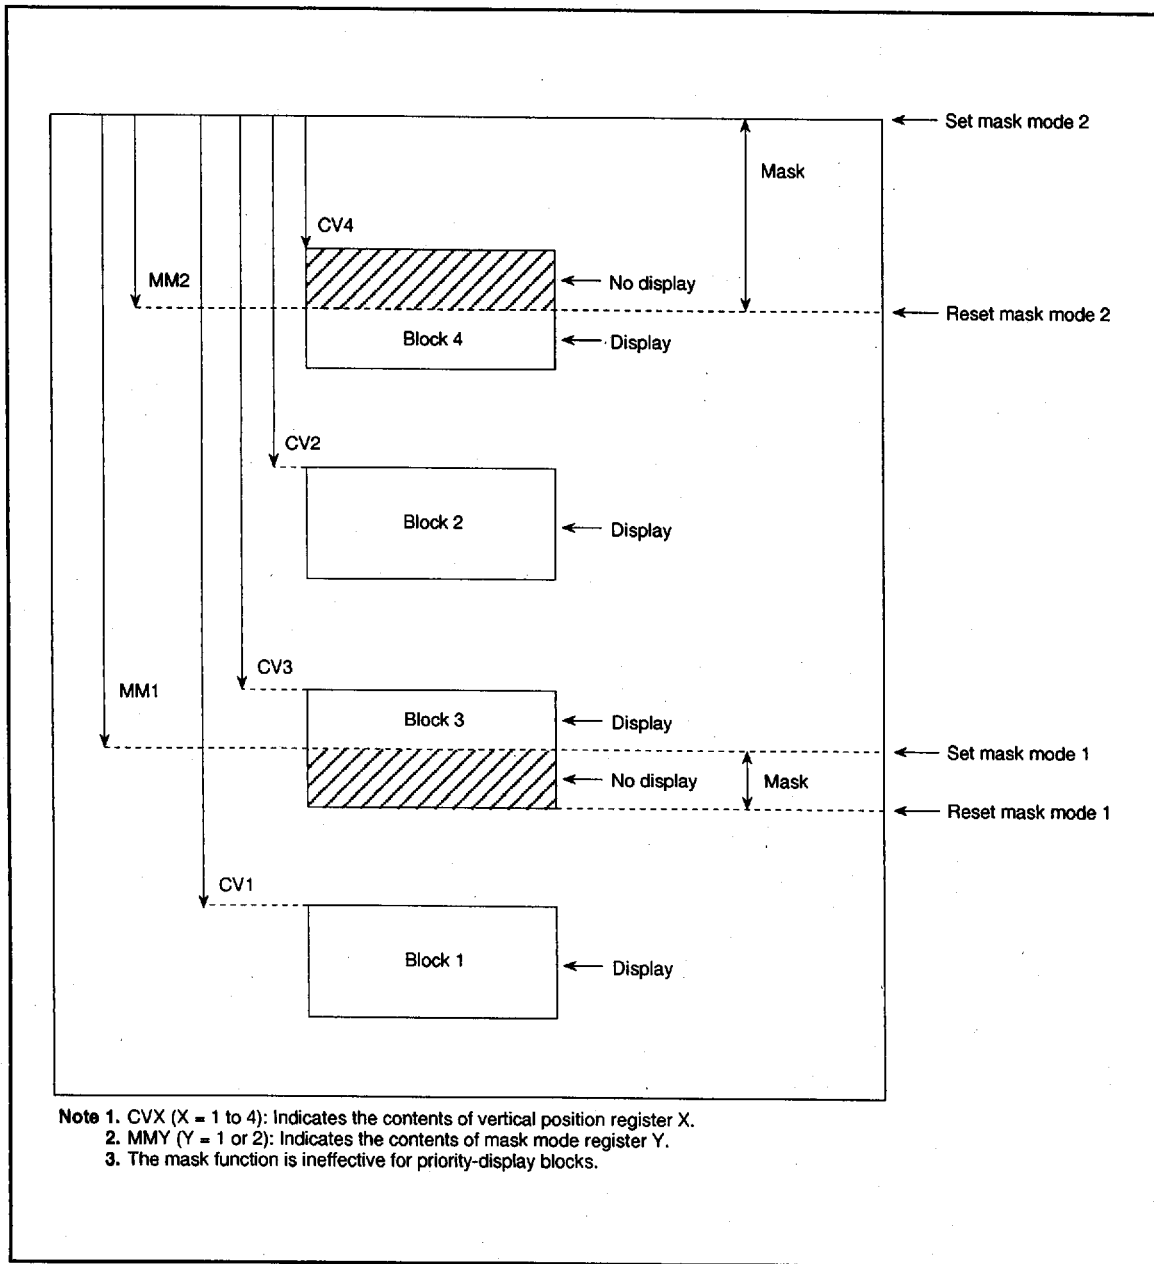 Set mask mode 2
Mask
CV4
MM2
No display
Reset mask mode 2
Block 4
Display
CV2
Block 2
Display
CV3
MM1
Block 3
Display
Set mask mode 1
No display
Mask
Reset mask mode 1
CV1
Block 1
Display
Note 1. CVX (X = 1 to 4): Indicates the contents of vertical position register X.
2. MMY (Y = 1 or 2): Indicates the contents of mask mode register Y.
3. The mask function is ineffective for priority-display blocks.